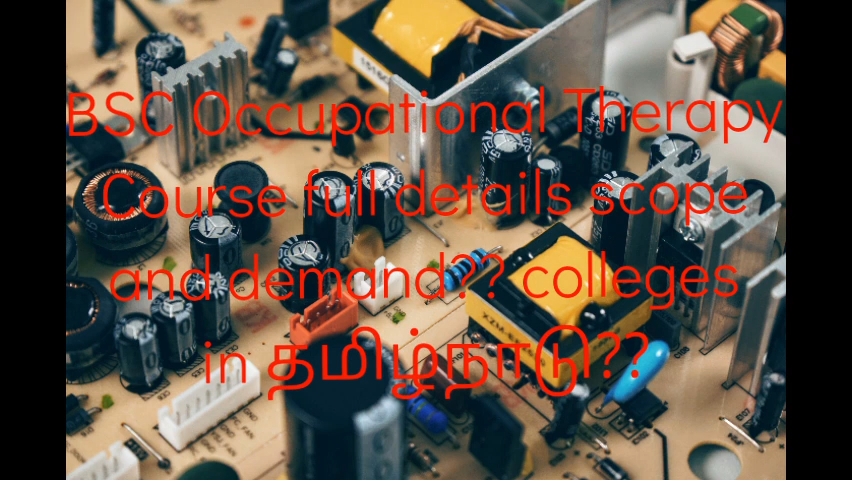 BSC Occupational Therapy
Course full details scope
and demand?? colleges
in தமிழ்நாடு??